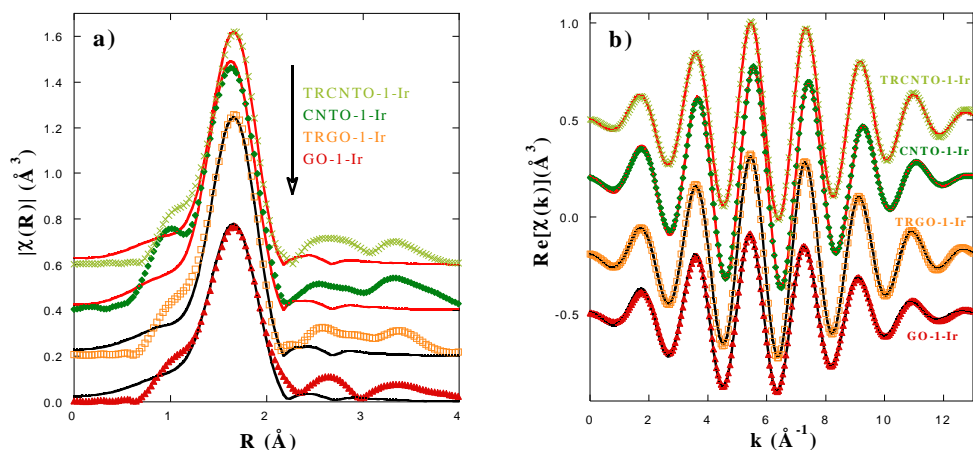 a)
|χ(R)| (Å³)
1.6
1.4
1.2
1.0
0.8
0.6
0.4
0.2
0.0
TRCNTO-1-Ir
CNTO-1-Ir
TRGO-1-Ir
GO-1-Ir
0 1 2 3 4
R (Å)
b)
Re[χ(k)](Å³)
1.0
0.5
0.0
-0.5
TRCNTO-1-Ir
CNTO-1-Ir
TRGO-1-Ir
GO-1-Ir
0 2 4 6 8 10 12
k (Å⁻¹)